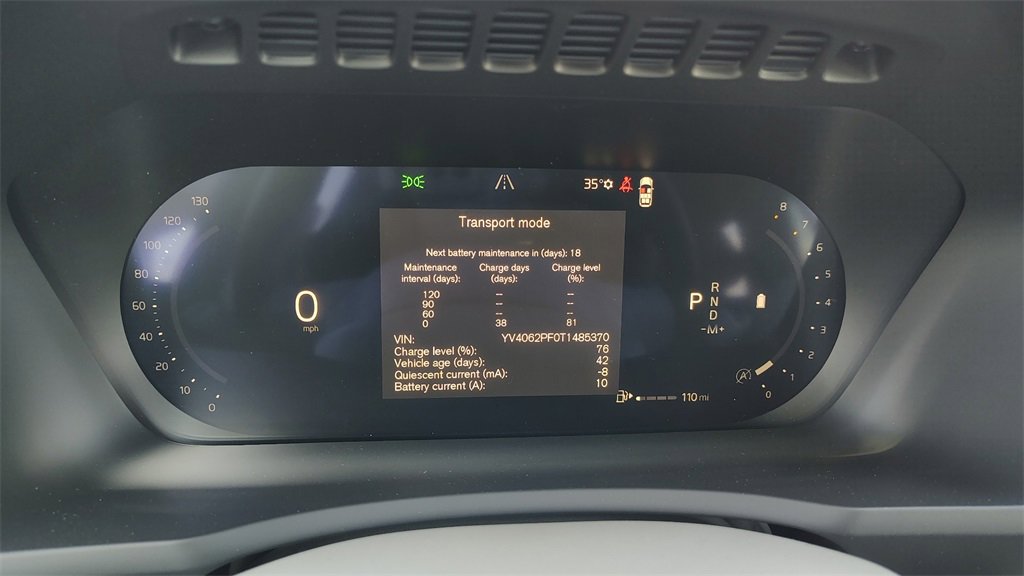 35°
Transport mode
Next battery maintenance in (days): 18
Maintenance interval (days): Charge days (days): Charge level (%):
120 -- --
90 -- --
60 -- --
0 38 81
VIN: YV4062PF0T1485370
Charge level (%): 76
Vehicle age (days): 42
Quiescent current (mA): -8
Battery current (A): 10
130
120
100
80
60
40
20
10
0
0
mph
P
R
N
D
-M+
8
7
6
5
4
3
2
1
0
A
110 mi